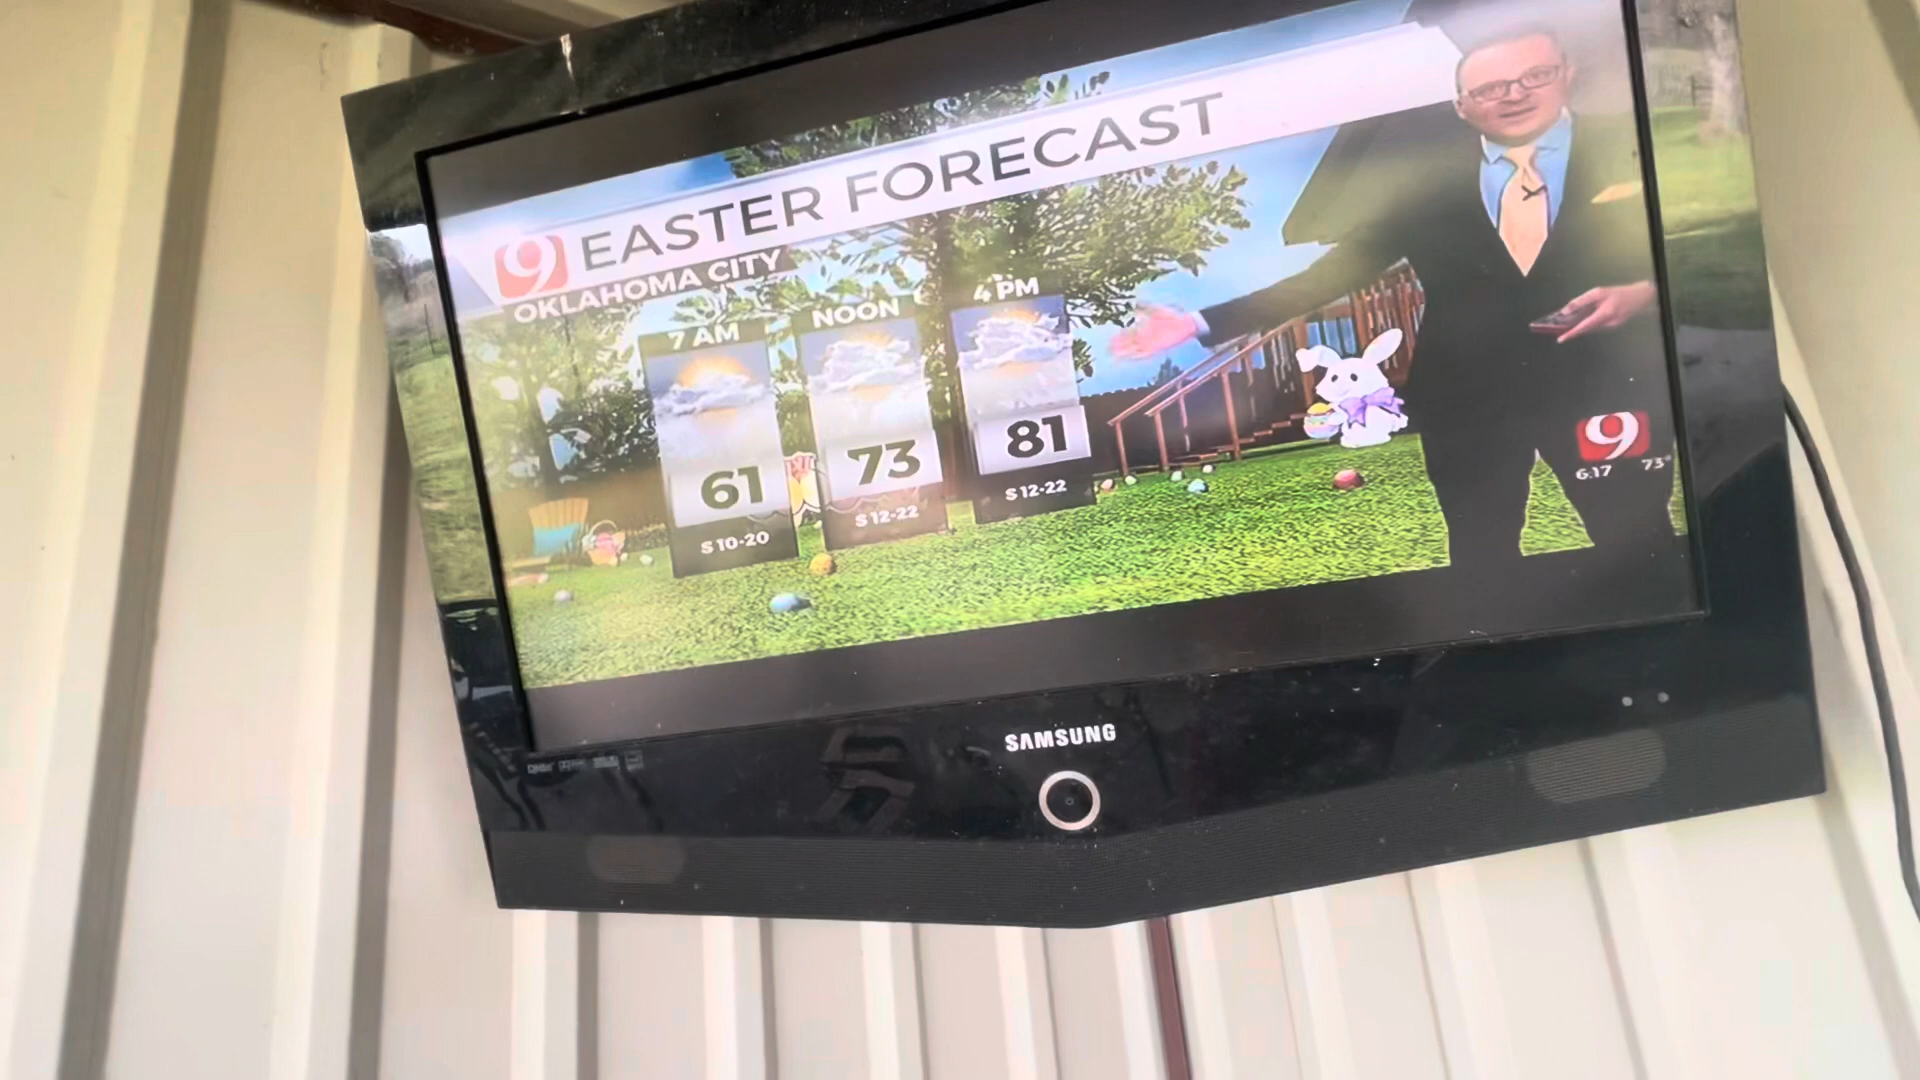 9 EASTER FORECAST
OKLAHOMA CITY
7 AM
61
S 10-20
NOON
73
S 12-22
4 PM
81
S 12-22
9
6:17 73°
SAMSUNG